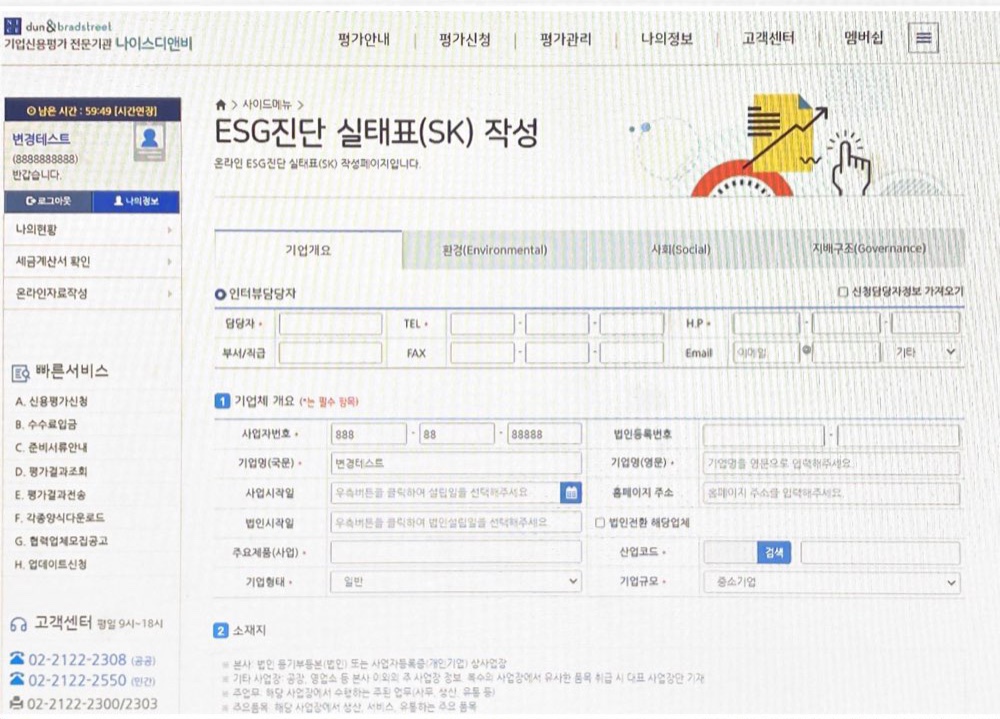 dun & bradstreet
기업신용평가 전문기관 나이스디앤비
평가안내 | 평가신청 | 평가관리 | 나의정보 | 고객센터 | 멤버쉽
남은 시간 : 59:49 [시간연장]
변경테스트
(8888888888)
반갑습니다.
로그아웃 나의정보
나의현황
세금계산서 확인
온라인자료작성
빠른서비스
A. 신용평가신청
B. 수수료입금
C. 준비서류안내
D. 평가결과조회
E. 평가결과전송
F. 각종양식다운로드
G. 협력업체모집공고
H. 업데이트신청
고객센터 평일 9시~18시
02-2122-2308 (공공)
02-2122-2550 (민간)
02-2122-2300/2303
> 사이드메뉴 >
ESG진단 실태표(SK) 작성
온라인 ESG진단 실태표(SK) 작성페이지입니다.
기업개요 환경(Environmental) 사회(Social) 지배구조(Governance)
인터뷰담당자 신청담당자정보 가져오기
담당자 * TEL * - - H.P * - -
부서/직급 FAX - - Email 이메일 @ 기타
1 기업체 개요 (*는 필수 항목)
사업자번호 * 888 - 88 - 88888 법인등록번호 -
기업명(국문) * 변경테스트 기업명(영문) * 기업명을 영문으로 입력해주세요
사업시작일 우측버튼을 클릭하여 설립일을 선택해주세요 홈페이지 주소 홈페이지 주소를 입력해주세요
법인시작일 우측버튼을 클릭하여 법인설립일을 선택해주세요 법인전환 해당업체
주요제품(사업) * 산업코드 * 검색
기업형태 * 일반 기업규모 * 중소기업
2 소재지
※ 본사: 법인 등기부등본(법인) 또는 사업자등록증(개인기업) 상사업장
※ 기타 사업장: 공장, 영업소 등 본사 이외의 주 사업장 정보. 복수의 사업장에서 유사한 품목 취급 시 대표 사업장만 기재
※ 주업무: 해당 사업장에서 수행하는 주된 업무(사무, 생산, 유통 등)
※ 주요품목: 해당 사업장에서 생산, 서비스, 유통하는 주요 품목